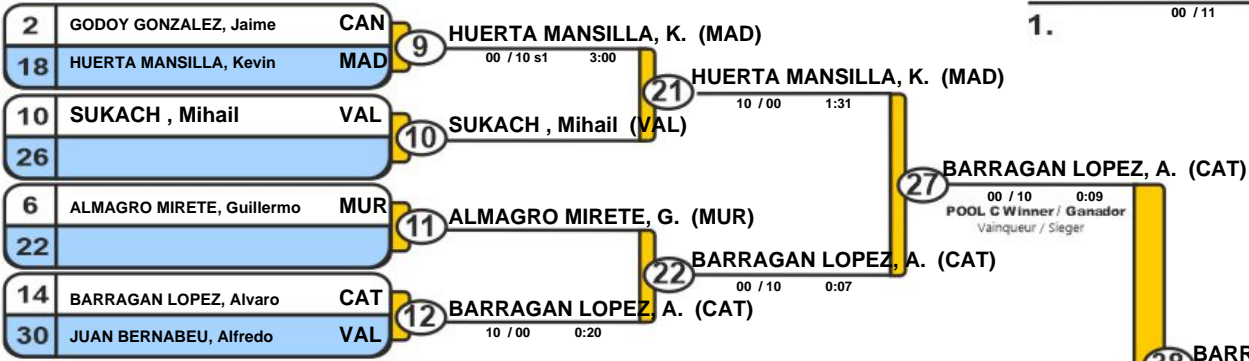 2 GODOY GONZALEZ, Jaime CAN
18 HUERTA MANSILLA, Kevin MAD
9 HUERTA MANSILLA, K. (MAD)
00 / 10 s1 3:00
10 SUKACH , Mihail VAL
26
10 SUKACH , Mihail (VAL)
21 HUERTA MANSILLA, K. (MAD)
10 / 00 1:31
6 ALMAGRO MIRETE, Guillermo MUR
22
11 ALMAGRO MIRETE, G. (MUR)
14 BARRAGAN LOPEZ, Alvaro CAT
30 JUAN BERNABEU, Alfredo VAL
12 BARRAGAN LOPEZ, A. (CAT)
10 / 00 0:20
22 BARRAGAN LOPEZ, A. (CAT)
00 / 10 0:07
27 BARRAGAN LOPEZ, A. (CAT)
00 / 10 0:09
POOL C Winner / Ganador
Vainqueur / Sieger
00 / 11
1.